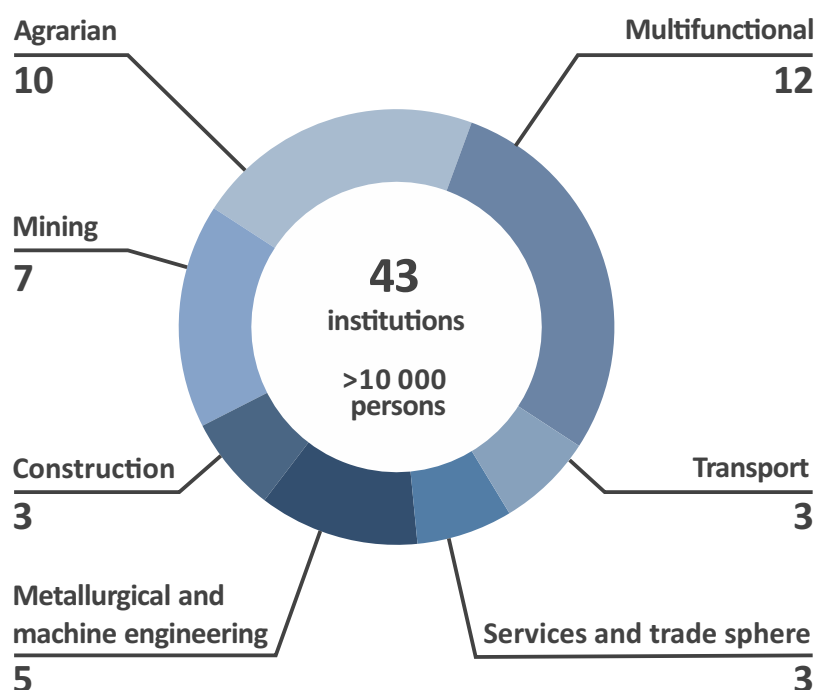 Agrarian
10
Multifunctional
12
Mining
7
43
institutions
>10 000
persons
Construction
3
Transport
3
Metallurgical and
machine engineering
5
Services and trade sphere
3